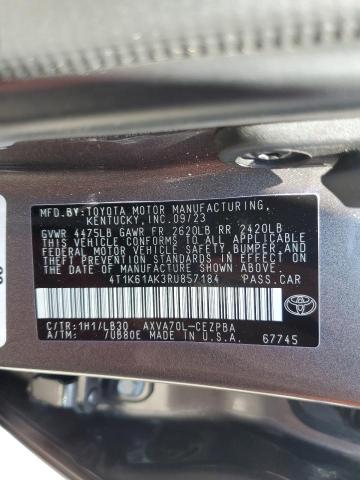 MFD.BY:TOYOTA MOTOR MANUFACTURING,
KENTUCKY, INC.09/23
GVWR 4475LB GAWR FR 2620LB RR 2420LB
THIS VEHICLE CONFORMS TO ALL APPLICABLE
FEDERAL MOTOR VEHICLE SAFETY,BUMPER AND
THEFT PREVENTION STANDARDS IN EFFECT ON
THE DATE OF MANUFACTURE SHOWN ABOVE.
4T1K61AK3RU857184 PASS.CAR
C/TR:1H1/LB30 AXVA70L-CEZPBA
A/TM: 7UB80E MADE IN U.S.A. 67745